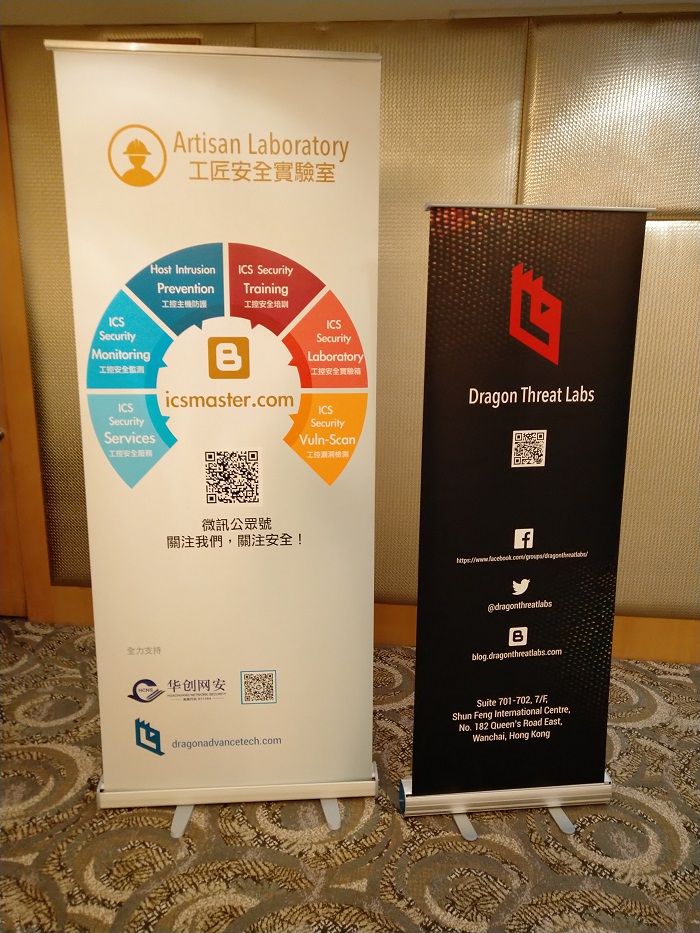 Artisan Laboratory
工匠安全實驗室
Host Intrusion
Prevention
工控主機防護
ICS Security
Training
工控安全培訓
ICS
Security
Monitoring
工控安全監測
ICS
Security
Laboratory
工控安全實驗箱
ICS
Security
Services
工控安全服務
ICS
Security
Vuln-Scan
工控漏洞檢測
icsmaster.com
微訊公眾號
關注我們，關注安全！
全力支持
HCNS
华创网安
HUACHUANG NETWORK SECURITY
dragonadvancetech.com
Dragon Threat Labs
https://www.facebook.com/groups/dragonthreatlabs/
@dragonthreatlabs
blog.dragonthreatlabs.com
Suite 701-702, 7/F,
Shun Feng International Centre,
No. 182 Queen's Road East,
Wanchai, Hong Kong